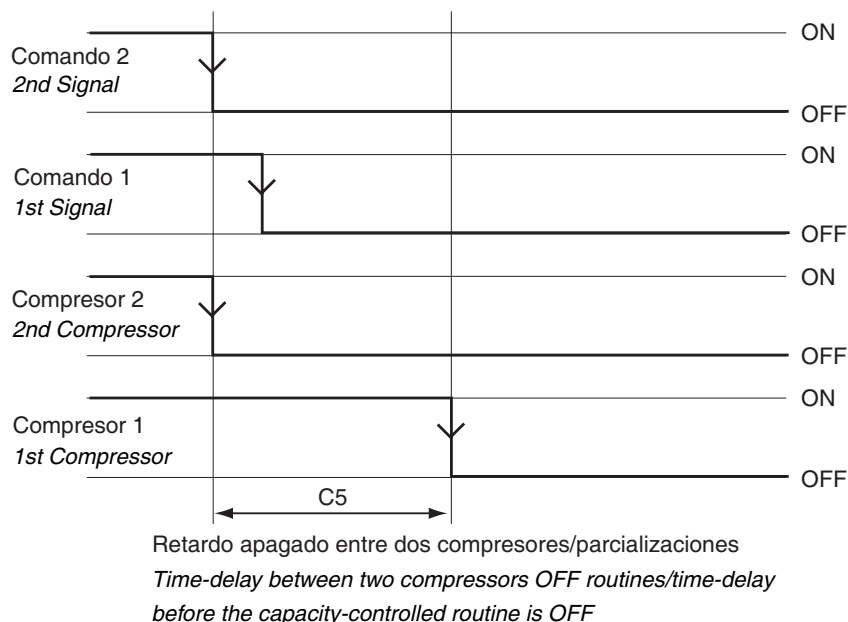 ON
Comando 2
2nd Signal
OFF
ON
Comando 1
1st Signal
OFF
ON
Compresor 2
2nd Compressor
OFF
ON
Compresor 1
1st Compressor
OFF
C5
Retardo apagado entre dos compresores/parcializaciones
Time-delay between two compressors OFF routines/time-delay
before the capacity-controlled routine is OFF